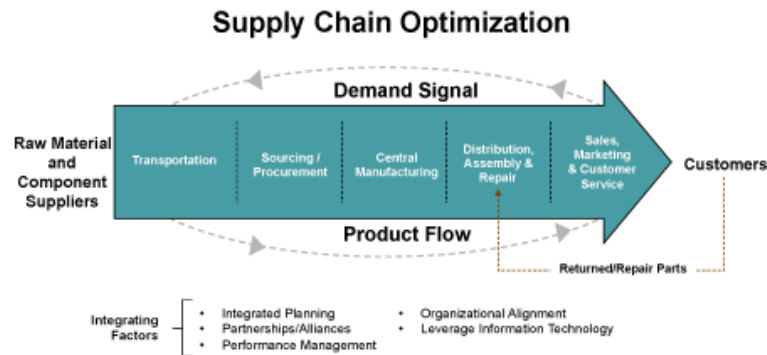 Supply Chain Optimization
Demand Signal
Raw Material
and
Component
Suppliers
Transportation
Sourcing /
Procurement
Central
Manufacturing
Distribution,
Assembly &
Repair
Sales,
Marketing
& Customer
Service
Customers
Product Flow
Returned/Repair Parts
Integrating
Factors
• Integrated Planning
• Partnerships/Alliances
• Performance Management
• Organizational Alignment
• Leverage Information Technology